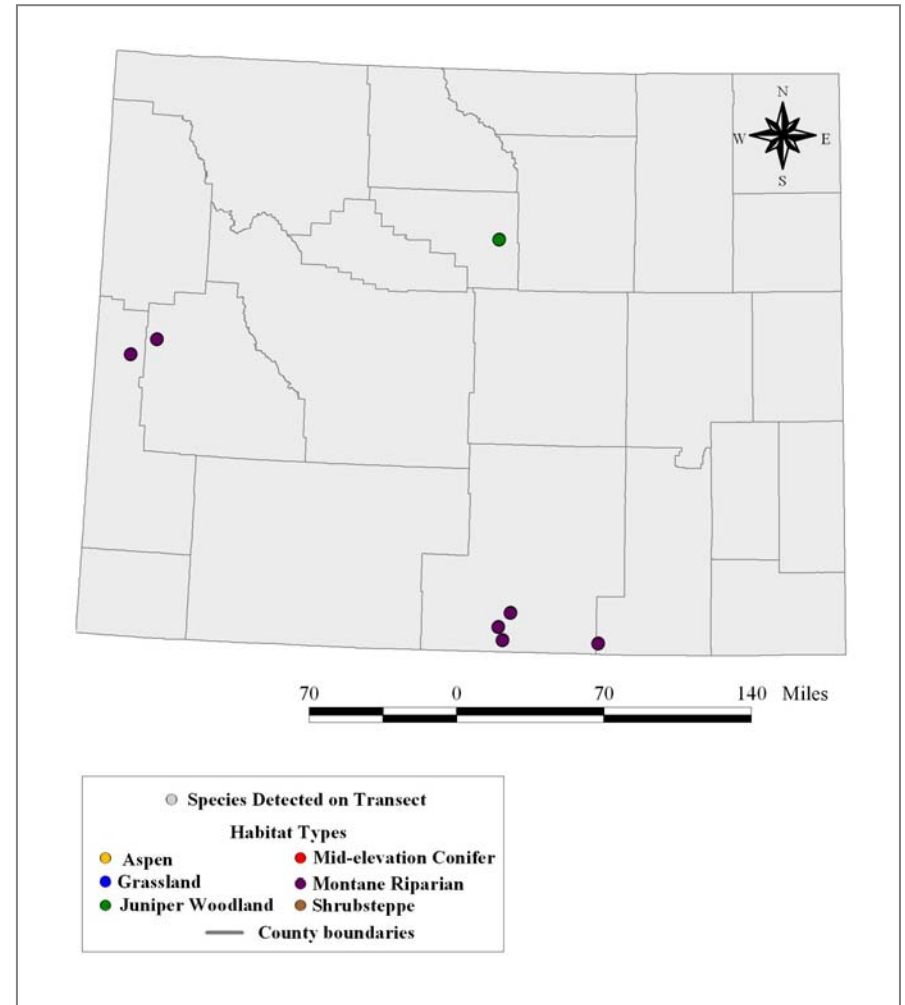 N
W E
S
70 0 70 140 Miles
Species Detected on Transect
Habitat Types
Aspen Mid-elevation Conifer
Grassland Montane Riparian
Juniper Woodland Shrubsteppe
County boundaries